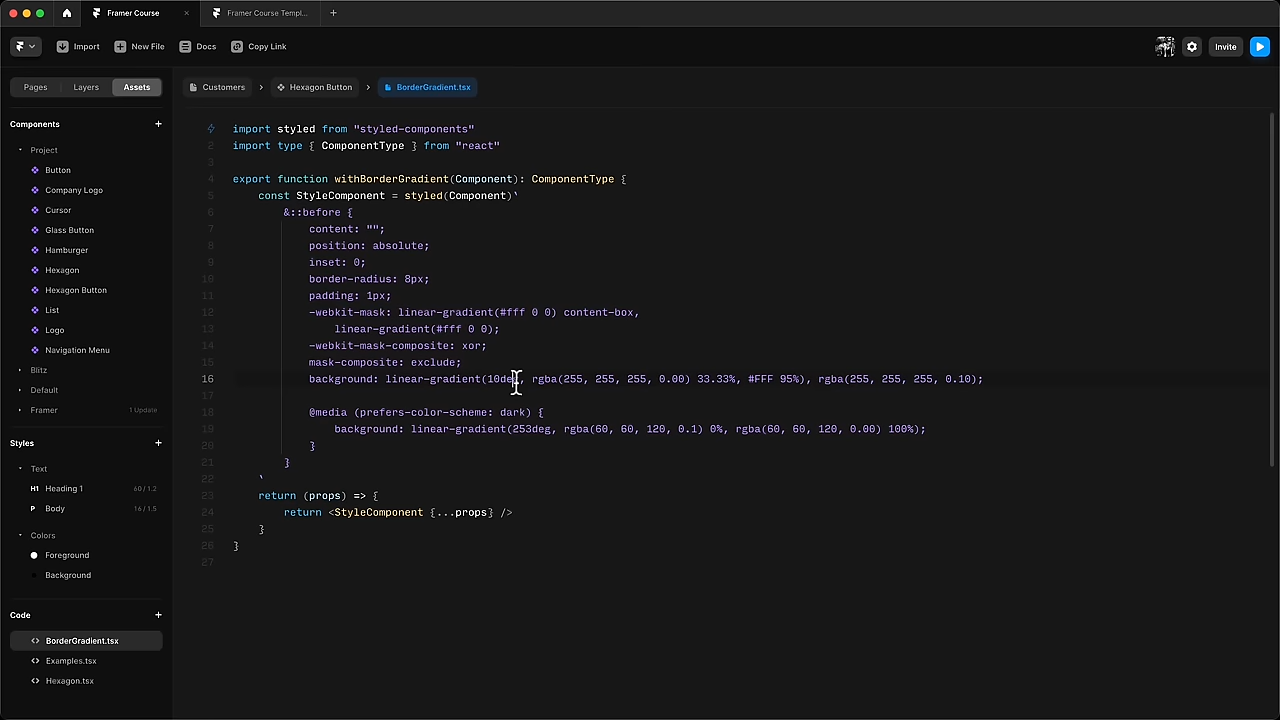 Framer Course
Framer Course Templ...
Import
New File
Docs
Copy Link
Invite
Pages
Layers
Assets
Customers
Hexagon Button
BorderGradient.tsx
Components
Project
Button
Company Logo
Cursor
Glass Button
Hamburger
Hexagon
Hexagon Button
List
Logo
Navigation Menu
Blitz
Default
Framer 1 Update
Styles
Text
H1 Heading 1 60 / 1.2
P Body 16 / 1.5
Colors
Foreground
Background
Code
BorderGradient.tsx
Examples.tsx
Hexagon.tsx
import styled from "styled-components"
2 import type { ComponentType } from "react"
3
4 export function withBorderGradient(Component): ComponentType {
5 const StyleComponent = styled(Component)`
6 &::before {
7 content: "";
8 position: absolute;
9 inset: 0;
10 border-radius: 8px;
11 padding: 1px;
12 -webkit-mask: linear-gradient(#fff 0 0) content-box,
13 linear-gradient(#fff 0 0);
14 -webkit-mask-composite: xor;
15 mask-composite: exclude;
16 background: linear-gradient(10deg, rgba(255, 255, 255, 0.00) 33.33%, #FFF 95%), rgba(255, 255, 255, 0.10);
17
18 @media (prefers-color-scheme: dark) {
19 background: linear-gradient(253deg, rgba(60, 60, 120, 0.1) 0%, rgba(60, 60, 120, 0.00) 100%);
20 }
21 }
22 `
23 return (props) => {
24 return <StyleComponent {...props} />
25 }
26 }
27